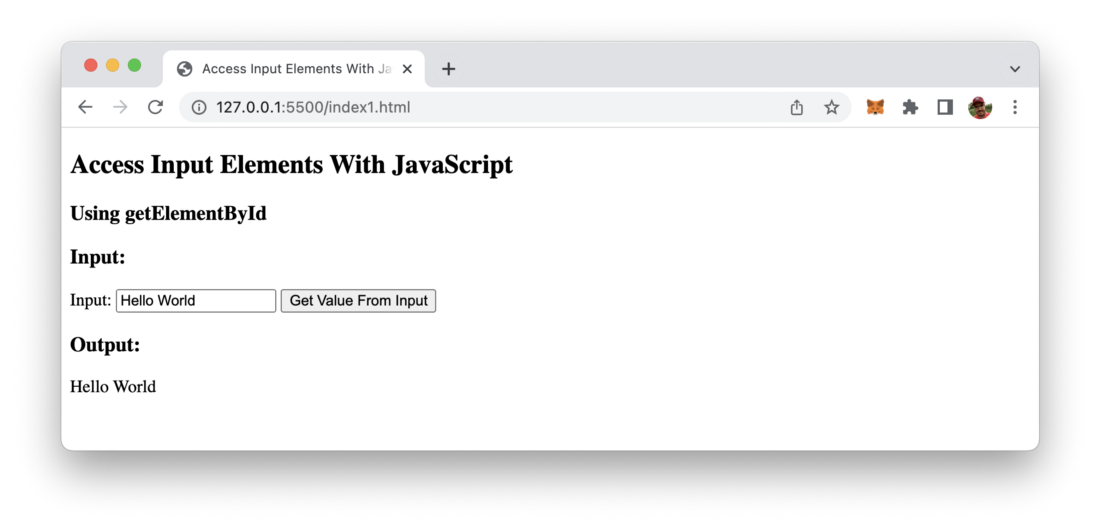 Access Input Elements With Ja
127.0.0.1:5500/index1.html
Access Input Elements With JavaScript
Using getElementById
Input:
Input: Hello World Get Value From Input
Output:
Hello World